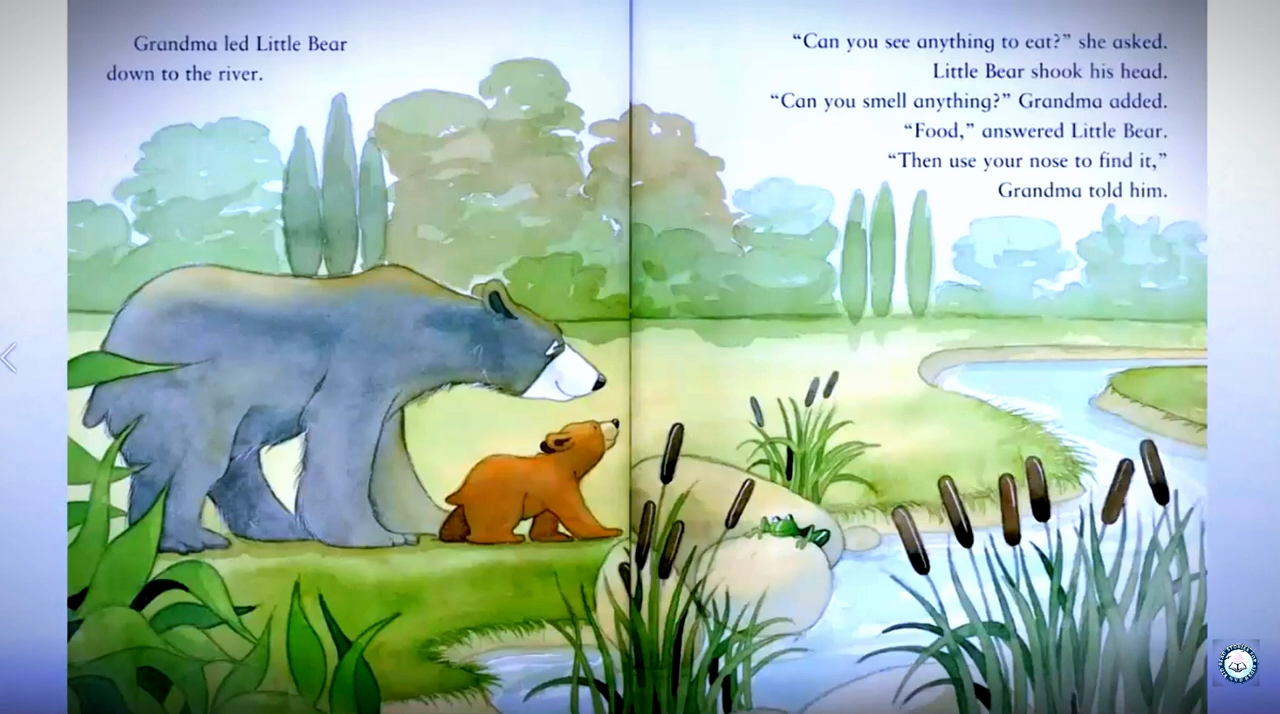 Grandma led Little Bear
down to the river.
“Can you see anything to eat?” she asked.
Little Bear shook his head.
“Can you smell anything?” Grandma added.
“Food,” answered Little Bear.
“Then use your nose to find it,”
Grandma told him.